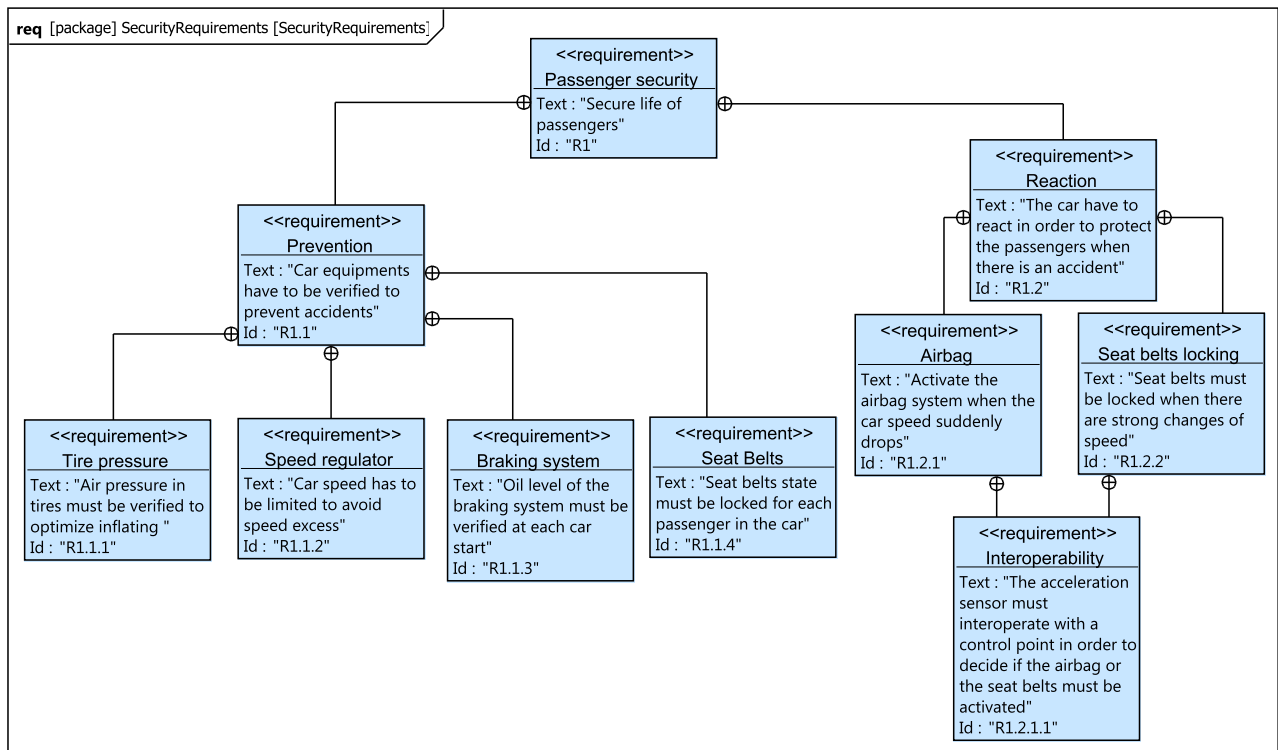 req [package] SecurityRequirements [SecurityRequirements]
<<requirement>>
Passenger security
Text : "Secure life of
passengers"
Id : "R1"
<<requirement>>
Reaction
Text : "The car have to
react in order to protect
the passengers when
there is an accident"
Id : "R1.2"
<<requirement>>
Prevention
Text : "Car equipments
have to be verified to
prevent accidents"
Id : "R1.1"
<<requirement>>
Airbag
Text : "Activate the
airbag system when the
car speed suddenly
drops"
Id : "R1.2.1"
<<requirement>>
Seat belts locking
Text : "Seat belts must
be locked when there
are strong changes of
speed"
Id : "R1.2.2"
<<requirement>>
Tire pressure
Text : "Air pressure in
tires must be verified to
optimize inflating "
Id : "R1.1.1"
<<requirement>>
Speed regulator
Text : "Car speed has to
be limited to avoid
speed excess"
Id : "R1.1.2"
<<requirement>>
Braking system
Text : "Oil level of the
braking system must be
verified at each car
start"
Id : "R1.1.3"
<<requirement>>
Seat Belts
Text : "Seat belts state
must be locked for each
passenger in the car"
Id : "R1.1.4"
<<requirement>>
Interoperability
Text : "The acceleration
sensor must
interoperate with a
control point in order to
decide if the airbag or
the seat belts must be
activated"
Id : "R1.2.1.1"